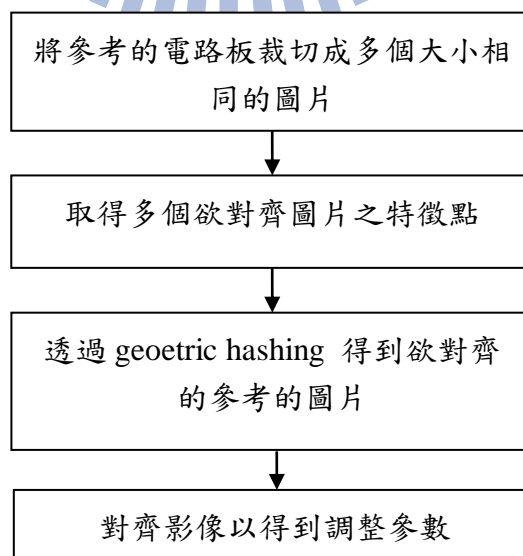 將參考的電路板裁切成多個大小相
同的圖片
取得多個欲對齊圖片之特徵點
透過 geoetric hashing 得到欲對齊
的參考的圖片
對齊影像以得到調整參數